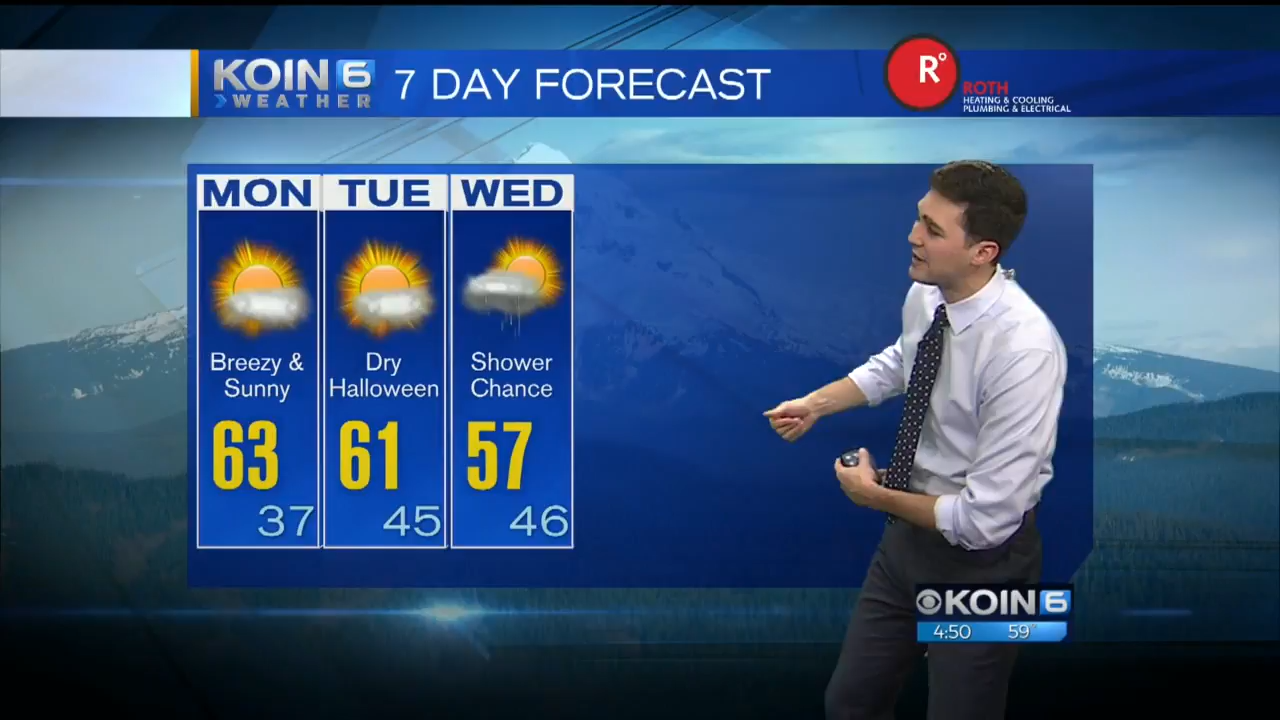 KOIN 6
WEATHER
7 DAY FORECAST
R°
ROTH
HEATING & COOLING
PLUMBING & ELECTRICAL
MON
Breezy &
Sunny
63
37
TUE
Dry
Halloween
61
45
WED
Shower
Chance
57
46
KOIN 6
4:50 59°